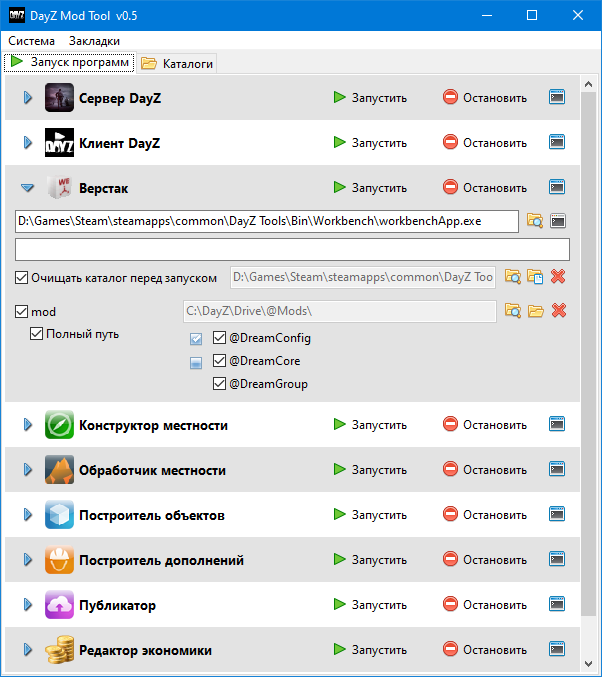 DayZ Mod Tool v0.5
Система Закладки
Запуск программ Каталоги
Сервер DayZ Запустить Остановить
Клиент DayZ Запустить Остановить
Верстак Запустить Остановить
D:\Games\Steam\steamapps\common\DayZ Tools\Bin\Workbench\workbenchApp.exe
Очищать каталог перед запуском D:\Games\Steam\steamapps\common\DayZ Too
mod C:\DayZ\Drive\@Mods\
Полный путь @DreamConfig
@DreamCore
@DreamGroup
Конструктор местности Запустить Остановить
Обработчик местности Запустить Остановить
Построитель объектов Запустить Остановить
Построитель дополнений Запустить Остановить
Публикатор Запустить Остановить
Редактор экономики Запустить Остановить